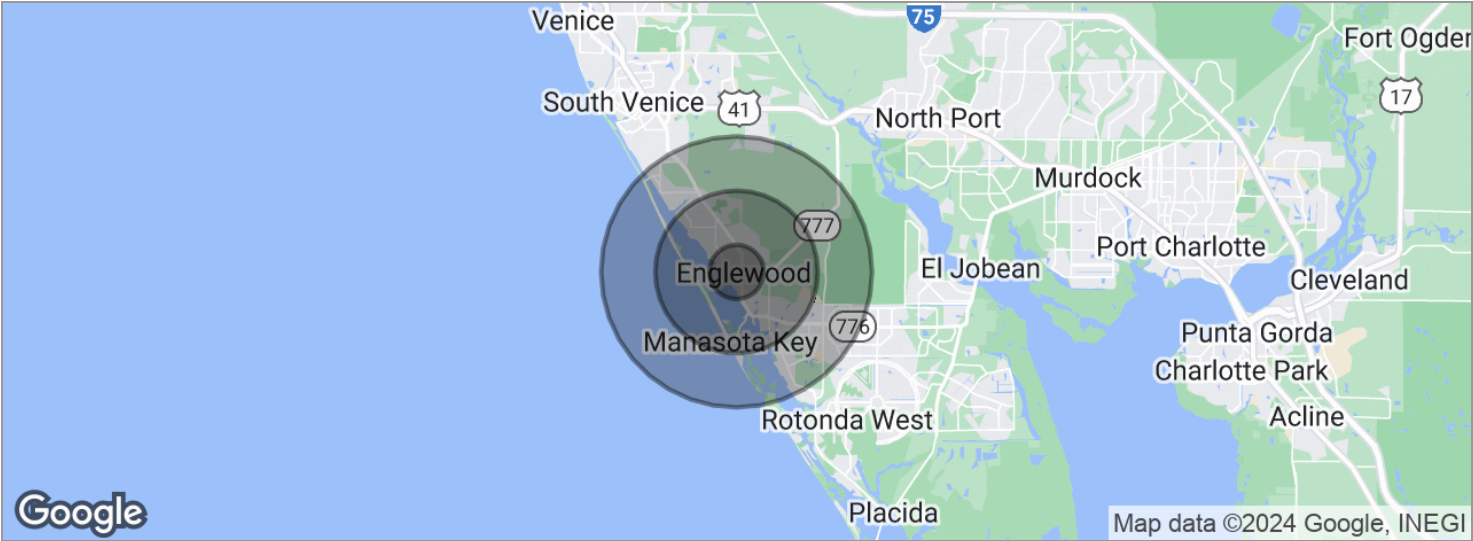 Venice
75
Fort Ogden
South Venice
41
17
North Port
Murdock
777
Port Charlotte
El Jobean
Englewood
Cleveland
776
Punta Gorda
Manasota Key
Charlotte Park
Rotonda West
Acline
Placida
Google
Map data ©2024 Google, INEGI